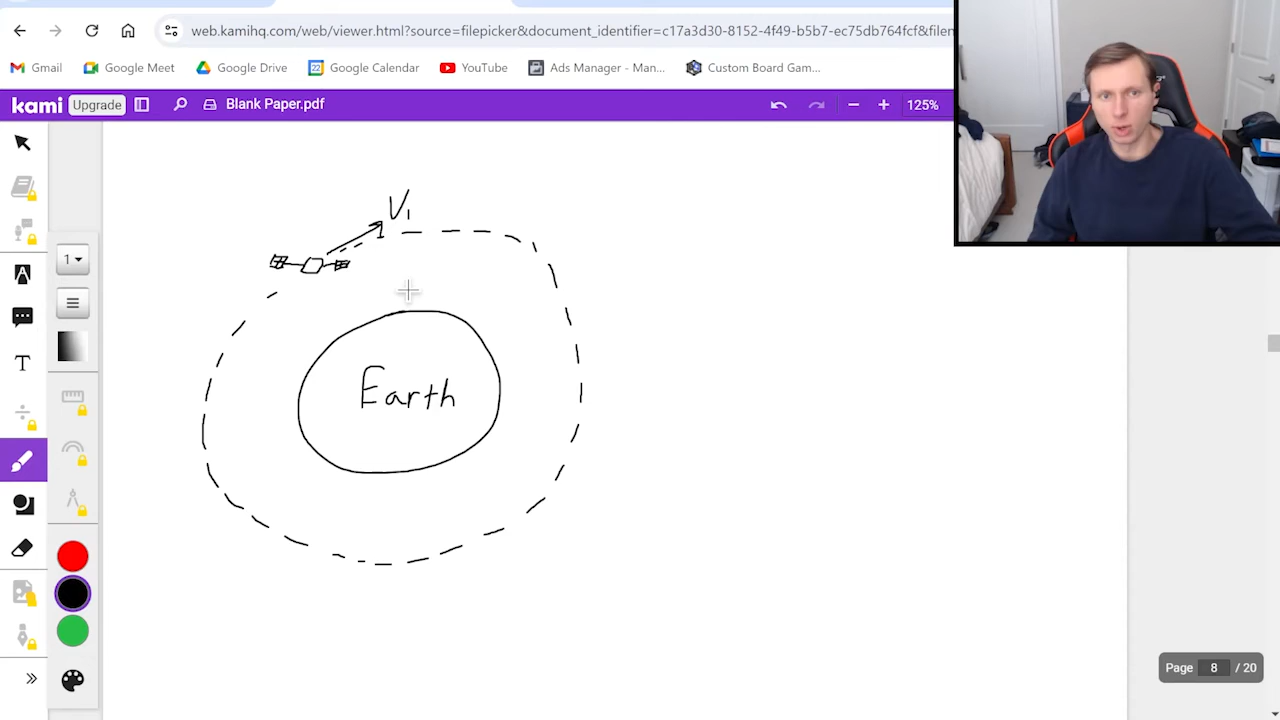 web.kamihq.com/web/viewer.html?source=filepicker&document_identifier=c17a3d30-8152-4f49-b5b7-ec75db764fcf&filen
Gmail Google Meet Google Drive 22 Google Calendar YouTube Ads Manager - Man... Custom Board Gam...
kami Upgrade Blank Paper.pdf 125%
1
A
T
V₁
Earth
Page 8 / 20